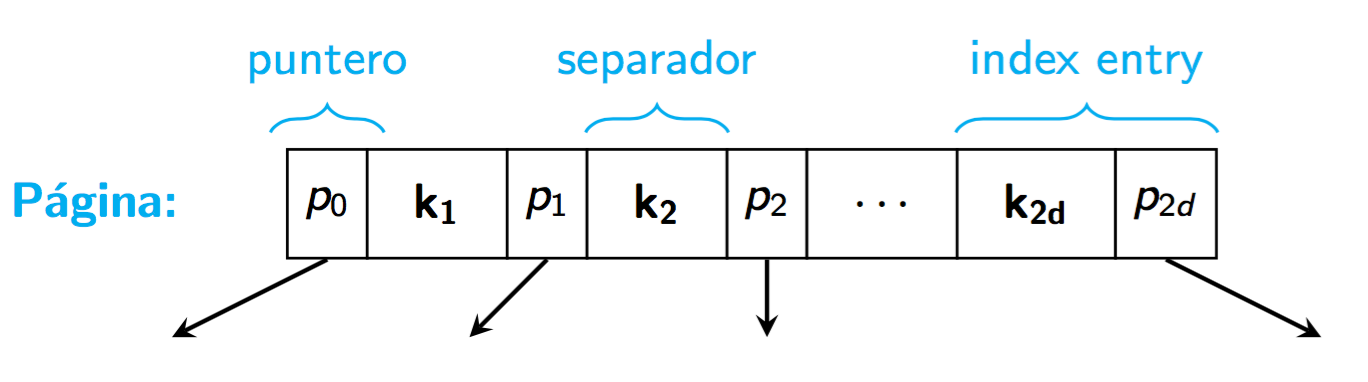 puntero separador index entry
Página: p₀ k₁ p₁ k₂ p₂ ··· k₂d p₂d